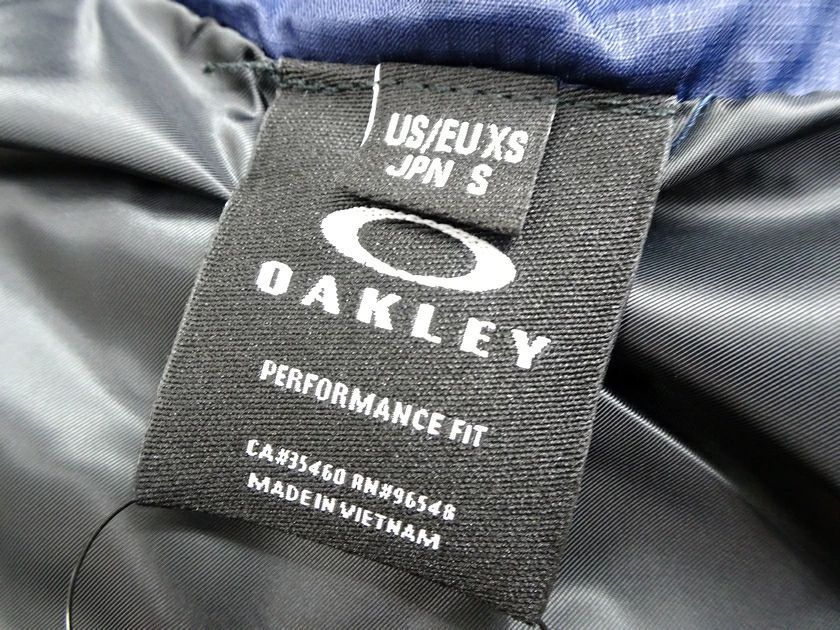 US/EU XS
JPN S
OAKLEY
PERFORMANCE FIT
CA#35460 RN#96548
MADE IN VIETNAM